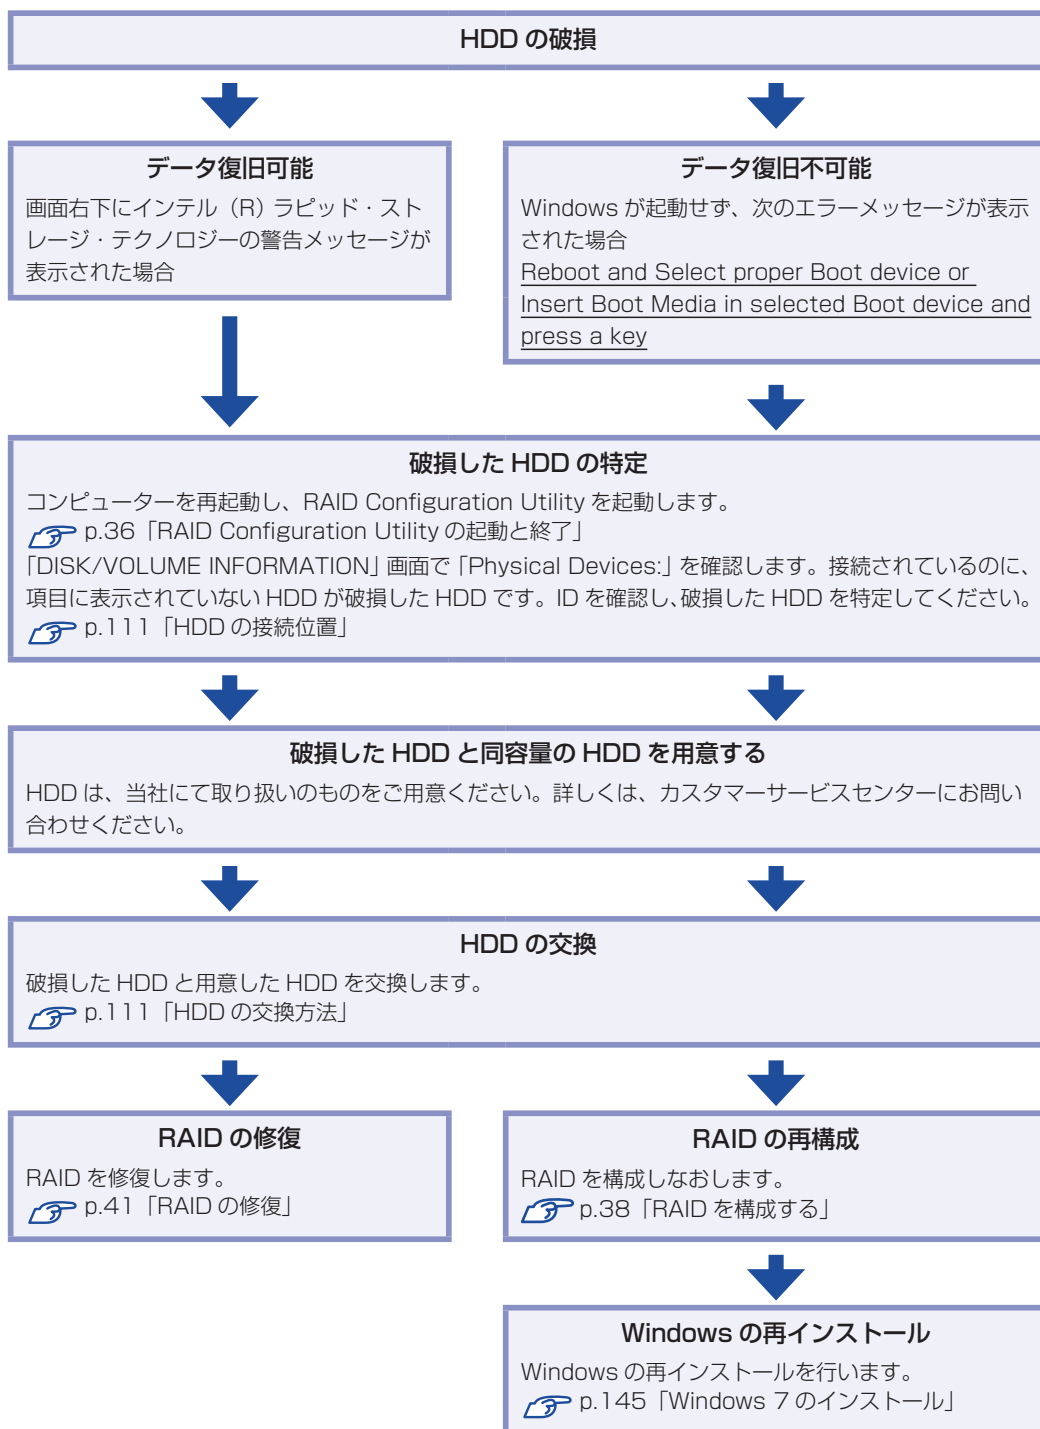 HDD の破損
データ復旧可能
画面右下にインテル（R）ラピッド・スト
レージ・テクノロジーの警告メッセージが
表示された場合
データ復旧不可能
Windows が起動せず、次のエラーメッセージが表示
された場合
Reboot and Select proper Boot device or
Insert Boot Media in selected Boot device and
press a key
破損した HDD の特定
コンピューターを再起動し、RAID Configuration Utility を起動します。
p.36「RAID Configuration Utility の起動と終了」
「DISK/VOLUME INFORMATION」画面で「Physical Devices:」を確認します。接続されているのに、
項目に表示されていない HDD が破損した HDD です。ID を確認し、破損した HDD を特定してください。
p.111「HDD の接続位置」
破損した HDD と同容量の HDD を用意する
HDD は、当社にて取り扱いのものをご用意ください。詳しくは、カスタマーサービスセンターにお問い
合わせください。
HDD の交換
破損した HDD と用意した HDD を交換します。
p.111「HDD の交換方法」
RAID の修復
RAID を修復します。
p.41「RAID の修復」
RAID の再構成
RAID を構成しなおします。
p.38「RAID を構成する」
Windows の再インストール
Windows の再インストールを行います。
p.145「Windows 7 のインストール」